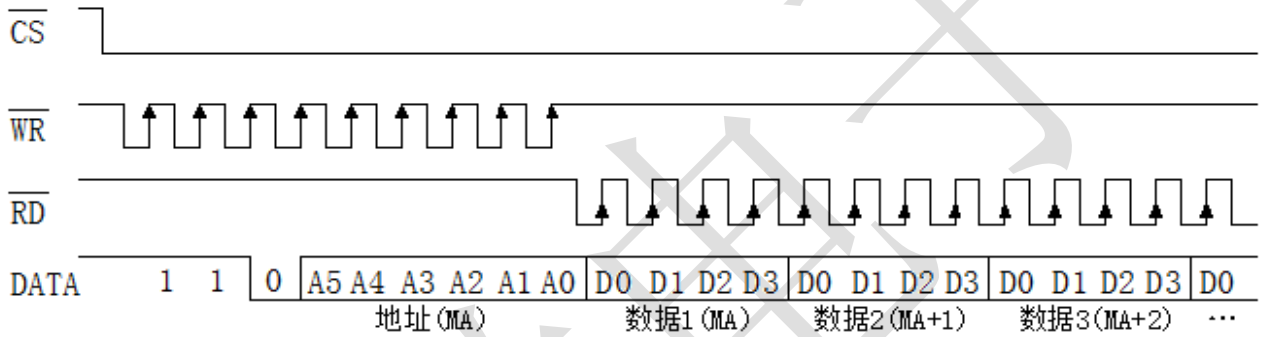 CS
WR
RD
DATA 1 1 0 A5 A4 A3 A2 A1 A0 D0 D1 D2 D3 D0 D1 D2 D3 D0 D1 D2 D3 D0
地址(MA) 数据1(MA) 数据2(MA+1) 数据3(MA+2) …